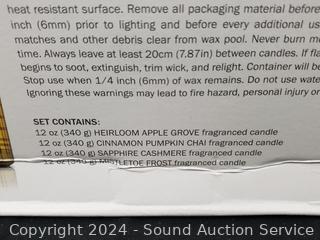 heat resistant surface. Remove all packaging material before
inch (6mm) prior to lighting and before every additional us
matches and other debris clear from wax pool. Never burn mo
time. Always leave at least 20cm (7.87in) between candles. If fla
begins to soot, extinguish, trim wick, and relight. Container will be
Stop use when 1/4 inch (6mm) of wax remains. Do not use wate
Ignoring these warnings may lead to fire hazard, personal injury or
SET CONTAINS:
12 oz (340 g) HEIRLOOM APPLE GROVE fragranced candle
12 oz (340 g) CINNAMON PUMPKIN CHAI fragranced candle
12 oz (340 g) SAPPHIRE CASHMERE fragranced candle
12 oz (340 g) MISTLETOE FROST fragranced candle
Copyright 2024 - Sound Auction Service